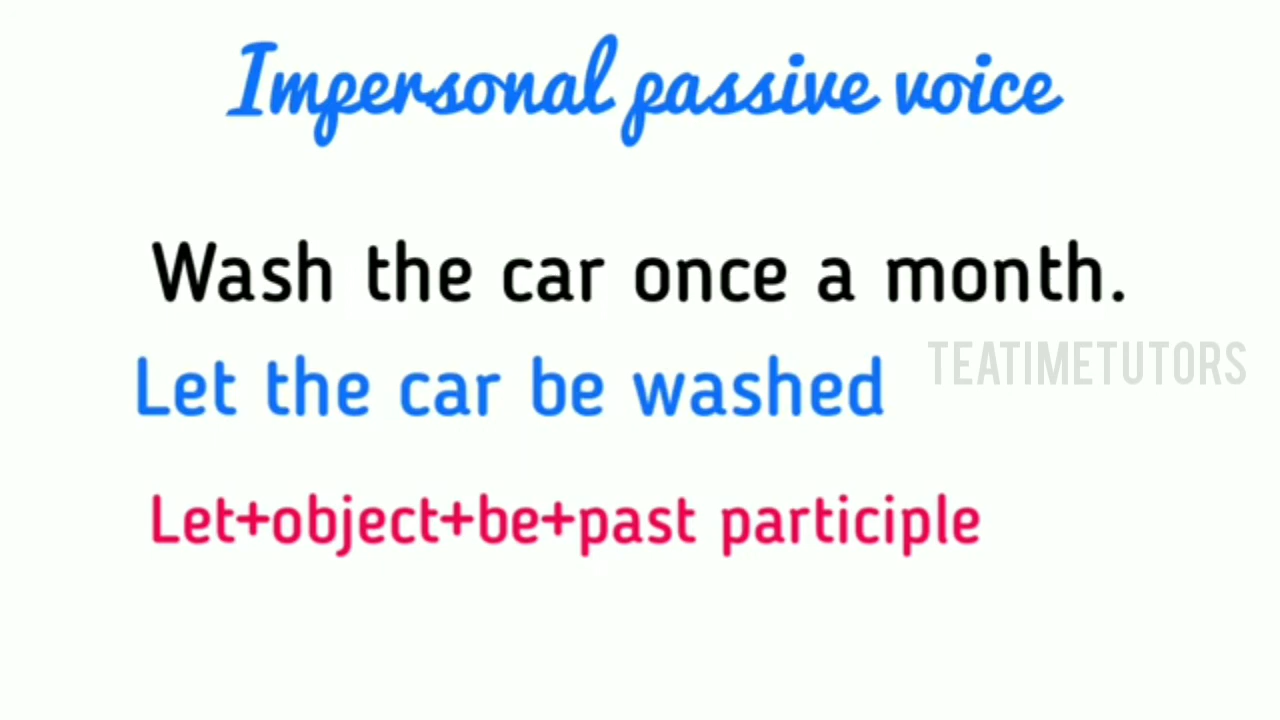 Impersonal passive voice
Wash the car once a month.
TEATIMETUTORS
Let the car be washed
Let+object+be+past participle